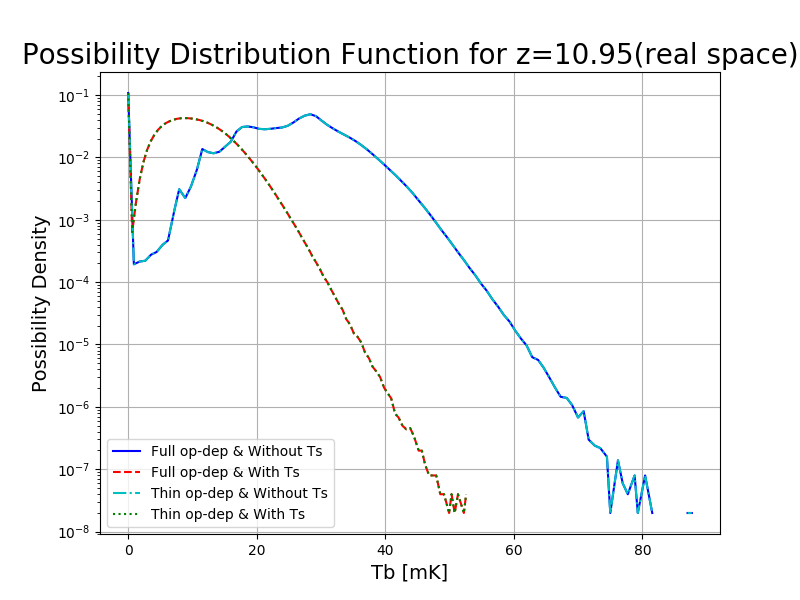 Possibility Distribution Function for z=10.95(real space)
Possibility Density
10⁻¹
10⁻²
10⁻³
10⁻⁴
10⁻⁵
10⁻⁶
10⁻⁷
10⁻⁸
Full op-dep & Without Ts
Full op-dep & With Ts
Thin op-dep & Without Ts
Thin op-dep & With Ts
0 20 40 60 80
Tb [mK]